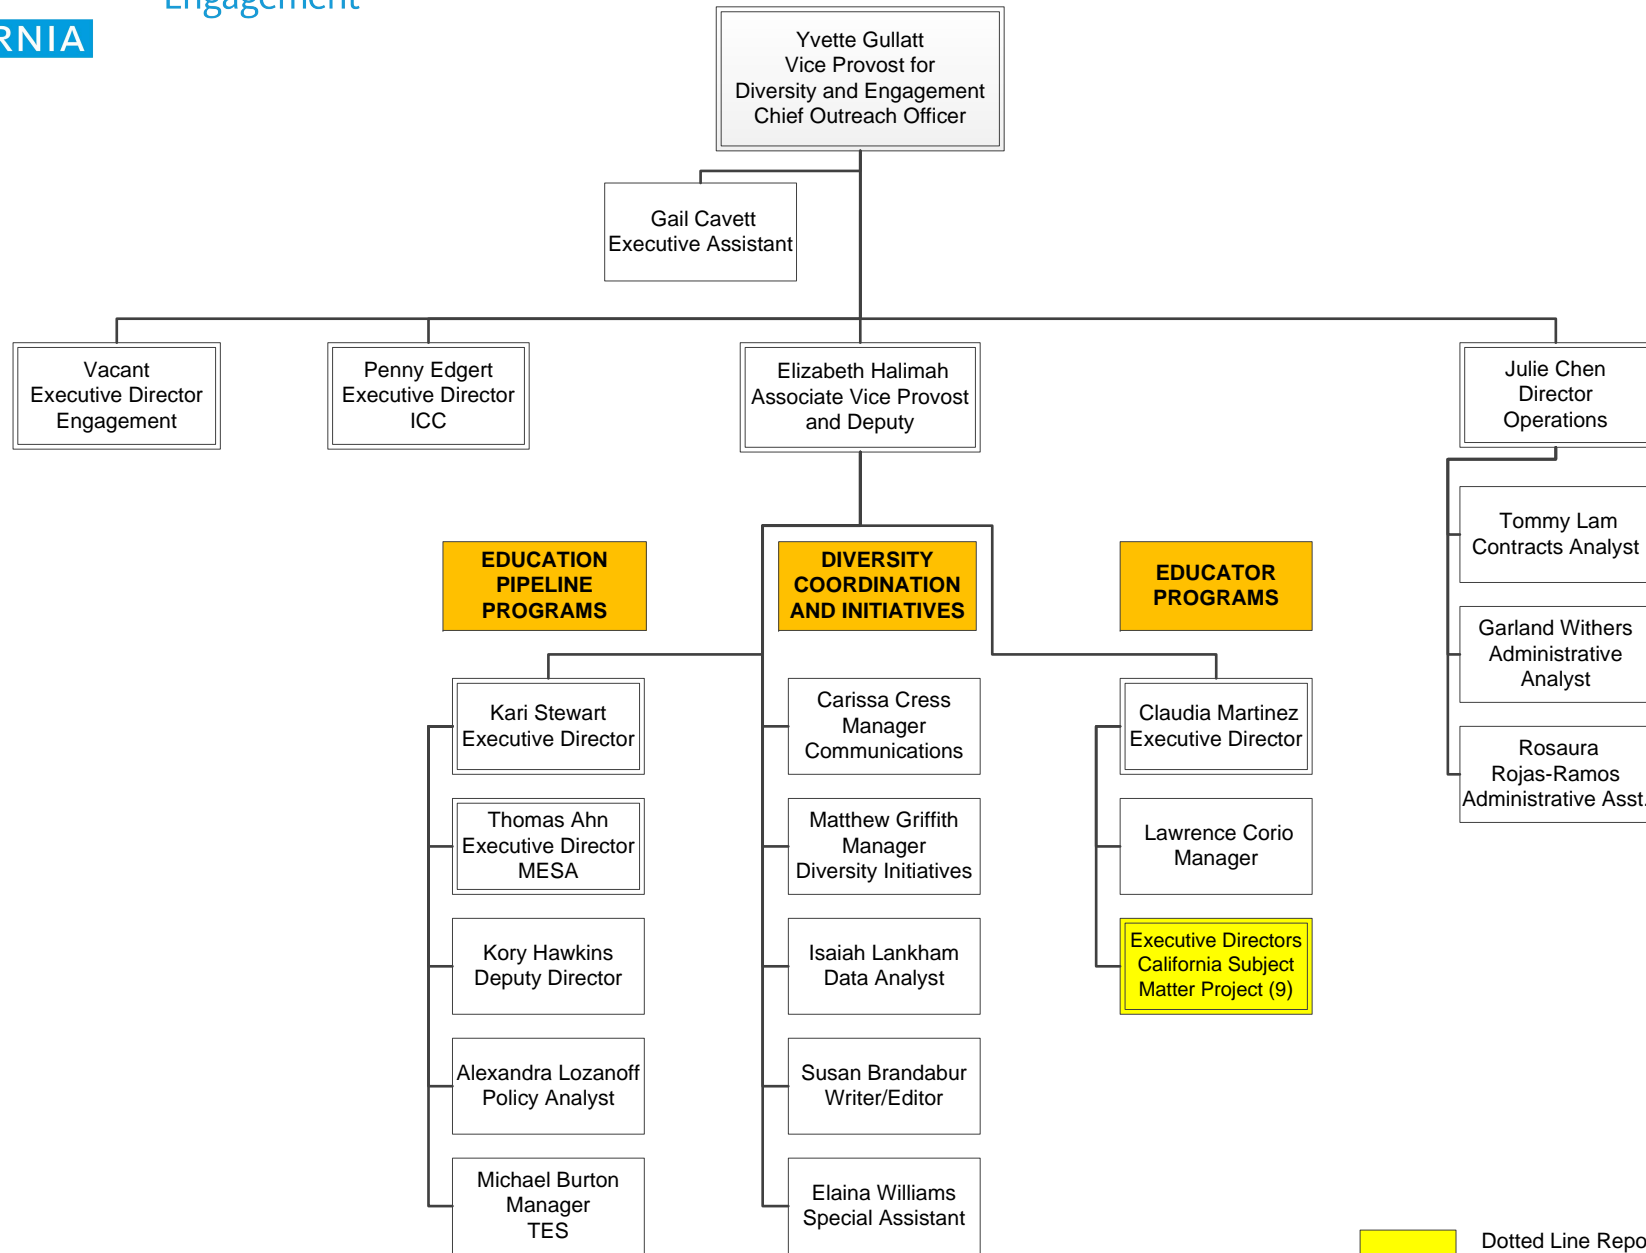 Engagement
RNIA
Yvette Gullatt
Vice Provost for
Diversity and Engagement
Chief Outreach Officer
Gail Cavett
Executive Assistant
Vacant
Executive Director
Engagement
Penny Edgert
Executive Director
ICC
Elizabeth Halimah
Associate Vice Provost
and Deputy
Julie Chen
Director
Operations
Tommy Lam
Contracts Analyst
Garland Withers
Administrative
Analyst
Rosaura
Rojas-Ramos
Administrative Asst.
EDUCATION
PIPELINE
PROGRAMS
Kari Stewart
Executive Director
Thomas Ahn
Executive Director
MESA
Kory Hawkins
Deputy Director
Alexandra Lozanoff
Policy Analyst
Michael Burton
Manager
TES
DIVERSITY
COORDINATION
AND INITIATIVES
Carissa Cress
Manager
Communications
Matthew Griffith
Manager
Diversity Initiatives
Isaiah Lankham
Data Analyst
Susan Brandabur
Writer/Editor
Elaina Williams
Special Assistant
EDUCATOR
PROGRAMS
Claudia Martinez
Executive Director
Lawrence Corio
Manager
Executive Directors
California Subject
Matter Project (9)
Dotted Line Repo